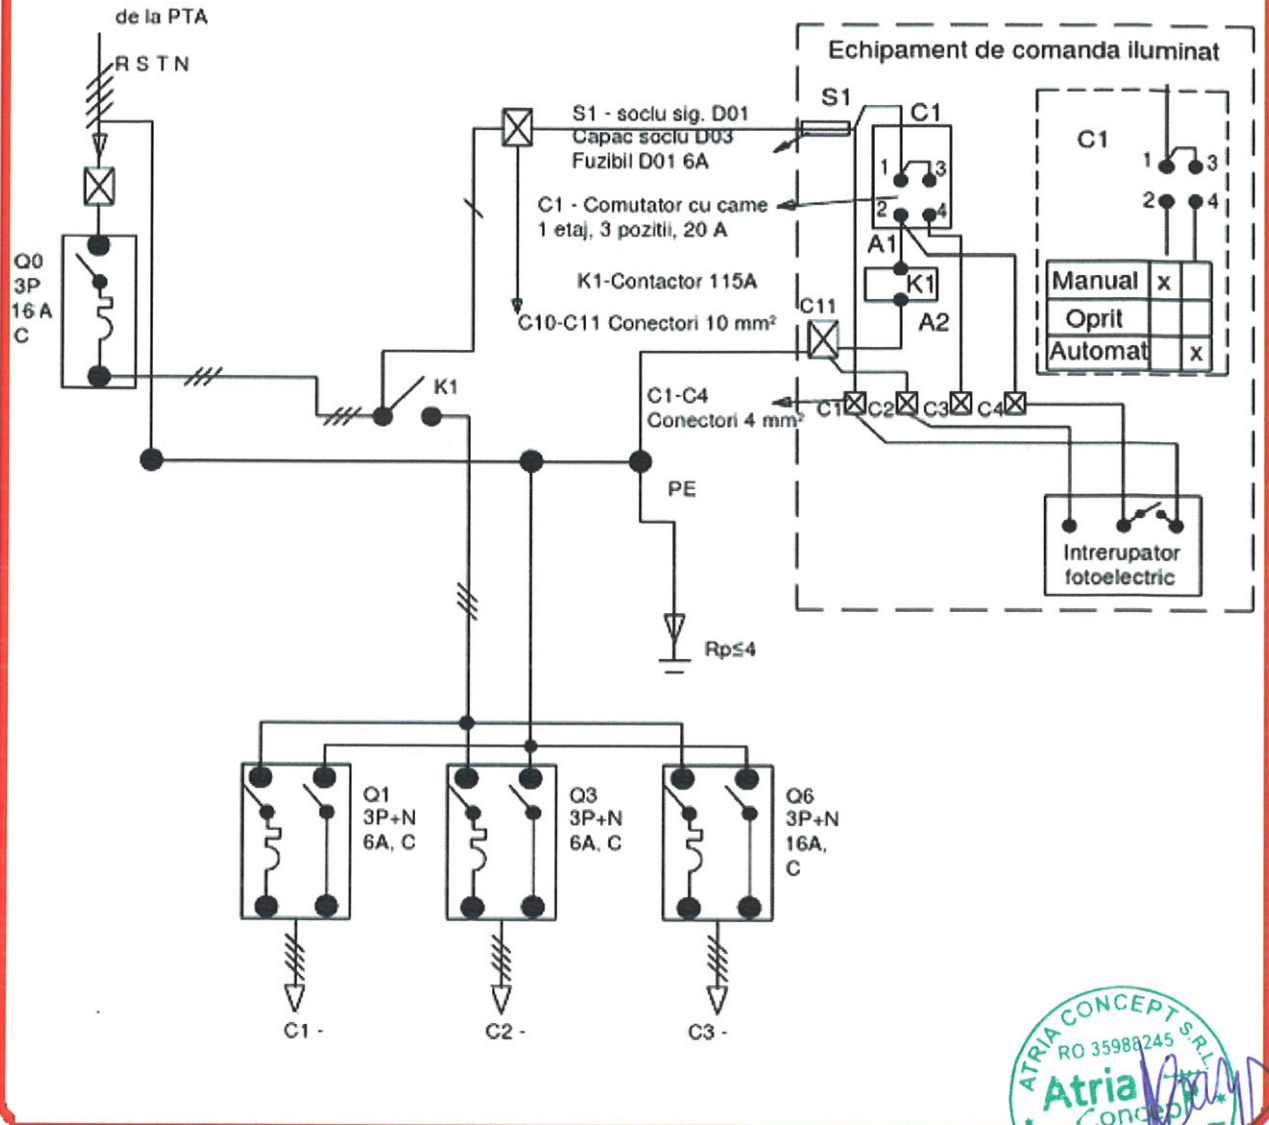 de la PTA
R S T N
Q0
3P
16 A
C
K1
S1 - soclu sig. D01
Capac soclu D03
Fuzibil D01 6A
C1 - Comutator cu came
1 etaj, 3 pozitii, 20 A
K1-Contactor 115A
C10-C11 Conectori 10 mm²
C1-C4
Conectori 4 mm²
PE
Rp≤4
Echipament de comanda iluminat
S1
C1
1
3
2
4
A1
K1
A2
C11
C1
C2
C3
C4
C1
1
3
2
4
Manual x
Oprit
Automat x
Intrerupator
fotoelectric
Q1
3P+N
6A, C
Q3
3P+N
6A, C
Q6
3P+N
16A,
C
C1 -
C2 -
C3 -
ATRIA CONCEPT S.R.L.
RO 35988245
Atria
Concept